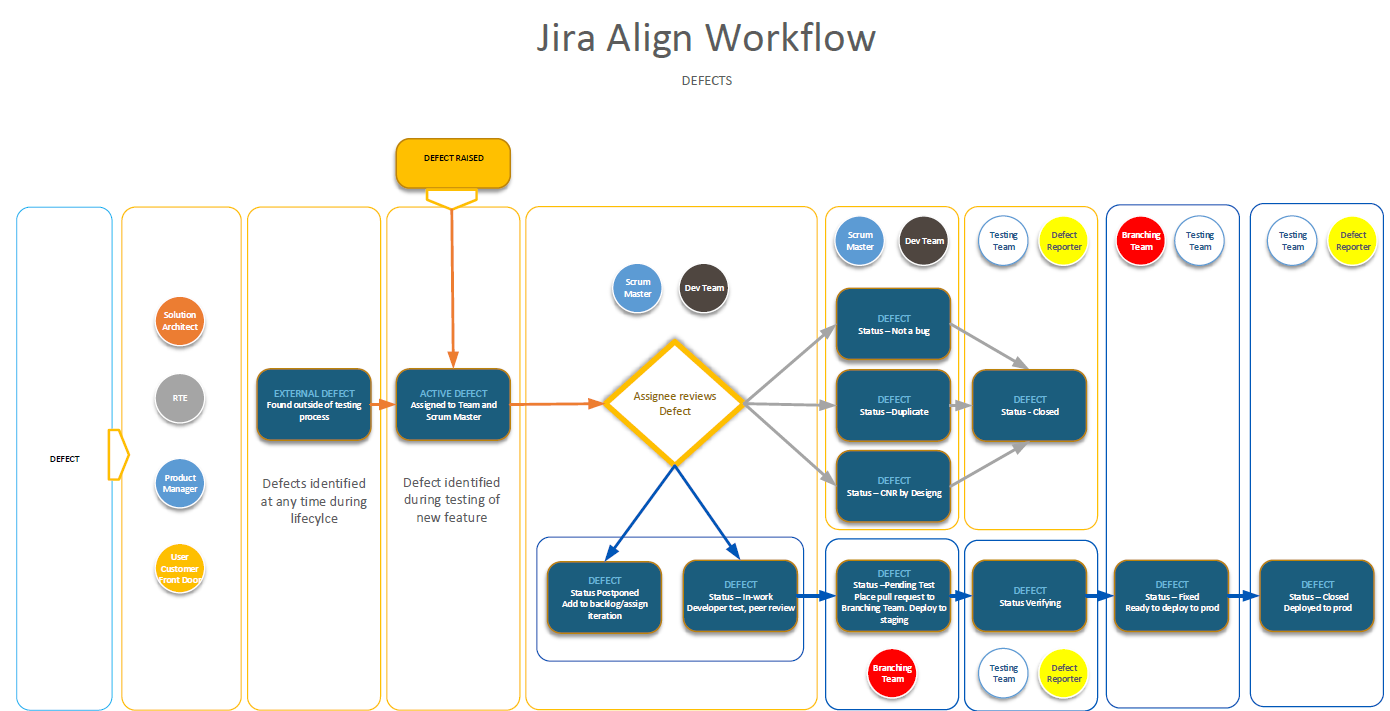 Jira Align Workflow
DEFECTS
DEFECT RAISED
DEFECT
Solution
Architect
RTE
Product
Manager
User
Customer
Front Door
EXTERNAL DEFECT
Found outside of testing
process
Defects identified
at any time during
lifecylce
ACTIVE DEFECT
Assigned to Team and
Scrum Master
Defect identified
during testing of
new feature
Scrum
Master
Dev Team
Assignee reviews
Defect
DEFECT
Status Postponed
Add to backlog/assign
iteration
DEFECT
Status – In-work
Developer test, peer review
Scrum
Master
Dev Team
DEFECT
Status – Not a bug
DEFECT
Status –Duplicate
DEFECT
Status – CNR by Designg
DEFECT
Status –Pending Test
Place pull request to
Branching Team. Deploy to
staging
Branching
Team
Testing
Team
Defect
Reporter
DEFECT
Status - Closed
DEFECT
Status Verifying
Testing
Team
Defect
Reporter
Branching
Team
Testing
Team
DEFECT
Status – Fixed
Ready to deploy to prod
Testing
Team
Defect
Reporter
DEFECT
Status – Closed
Deployed to prod